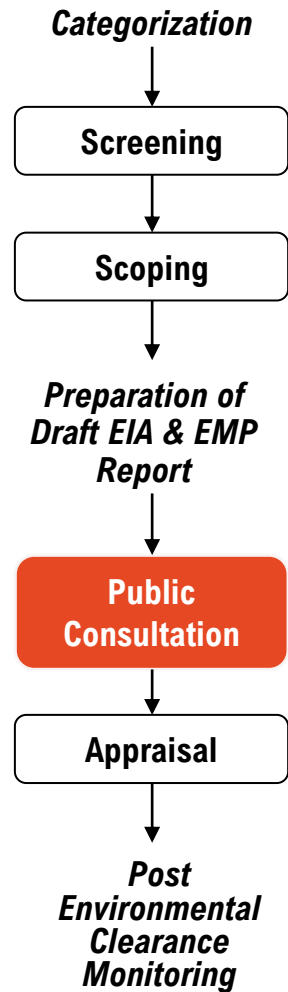 Categorization
Screening
Scoping
Preparation of
Draft EIA & EMP
Report
Public
Consultation
Appraisal
Post
Environmental
Clearance
Monitoring